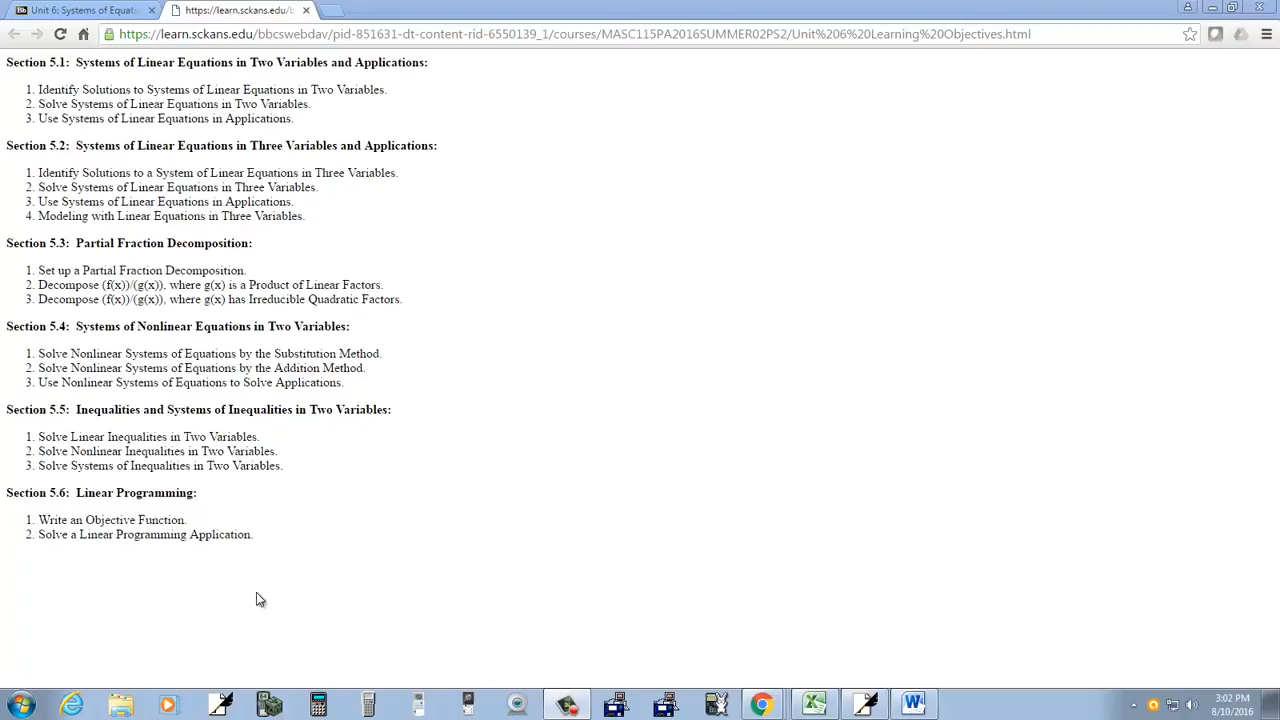 Unit 6: Systems of Equati
https://learn.sckans.edu/b
https://learn.sckans.edu/bbcswebdav/pid-851631-dt-content-rid-6550139_1/courses/MASC115PA2016SUMMER02PS2/Unit%206%20Learning%20Objectives.html
Section 5.1: Systems of Linear Equations in Two Variables and Applications:
1. Identify Solutions to Systems of Linear Equations in Two Variables.
2. Solve Systems of Linear Equations in Two Variables.
3. Use Systems of Linear Equations in Applications.
Section 5.2: Systems of Linear Equations in Three Variables and Applications:
1. Identify Solutions to a System of Linear Equations in Three Variables.
2. Solve Systems of Linear Equations in Three Variables.
3. Use Systems of Linear Equations in Applications.
4. Modeling with Linear Equations in Three Variables.
Section 5.3: Partial Fraction Decomposition:
1. Set up a Partial Fraction Decomposition.
2. Decompose (f(x))/(g(x)), where g(x) is a Product of Linear Factors.
3. Decompose (f(x))/(g(x)), where g(x) has Irreducible Quadratic Factors.
Section 5.4: Systems of Nonlinear Equations in Two Variables:
1. Solve Nonlinear Systems of Equations by the Substitution Method.
2. Solve Nonlinear Systems of Equations by the Addition Method.
3. Use Nonlinear Systems of Equations to Solve Applications.
Section 5.5: Inequalities and Systems of Inequalities in Two Variables:
1. Solve Linear Inequalities in Two Variables.
2. Solve Nonlinear Inequalities in Two Variables.
3. Solve Systems of Inequalities in Two Variables.
Section 5.6: Linear Programming:
1. Write an Objective Function.
2. Solve a Linear Programming Application.
3:02 PM
8/10/2016